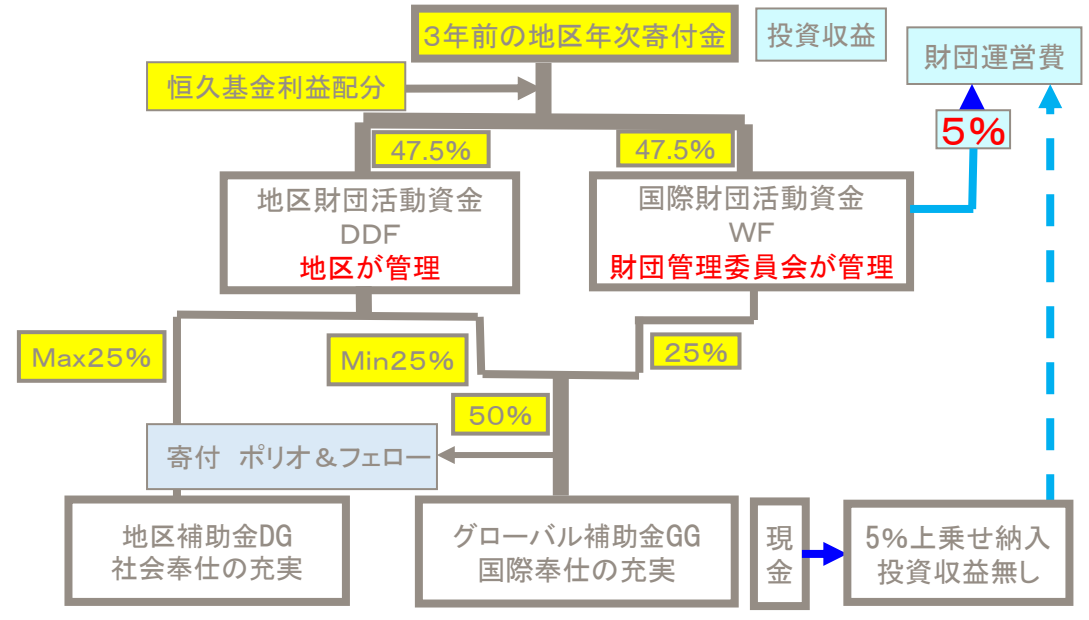 3年前の地区年次寄付金
投資収益
財団運営費
恒久基金利益配分
5%
47.5%
47.5%
地区財団活動資金
DDF
地区が管理
国際財団活動資金
WF
財団管理委員会が管理
Max25%
Min25%
25%
50%
寄付 ポリオ&フェロー
地区補助金DG
社会奉仕の充実
グローバル補助金GG
国際奉仕の充実
現
金
5%上乗せ納入
投資収益無し